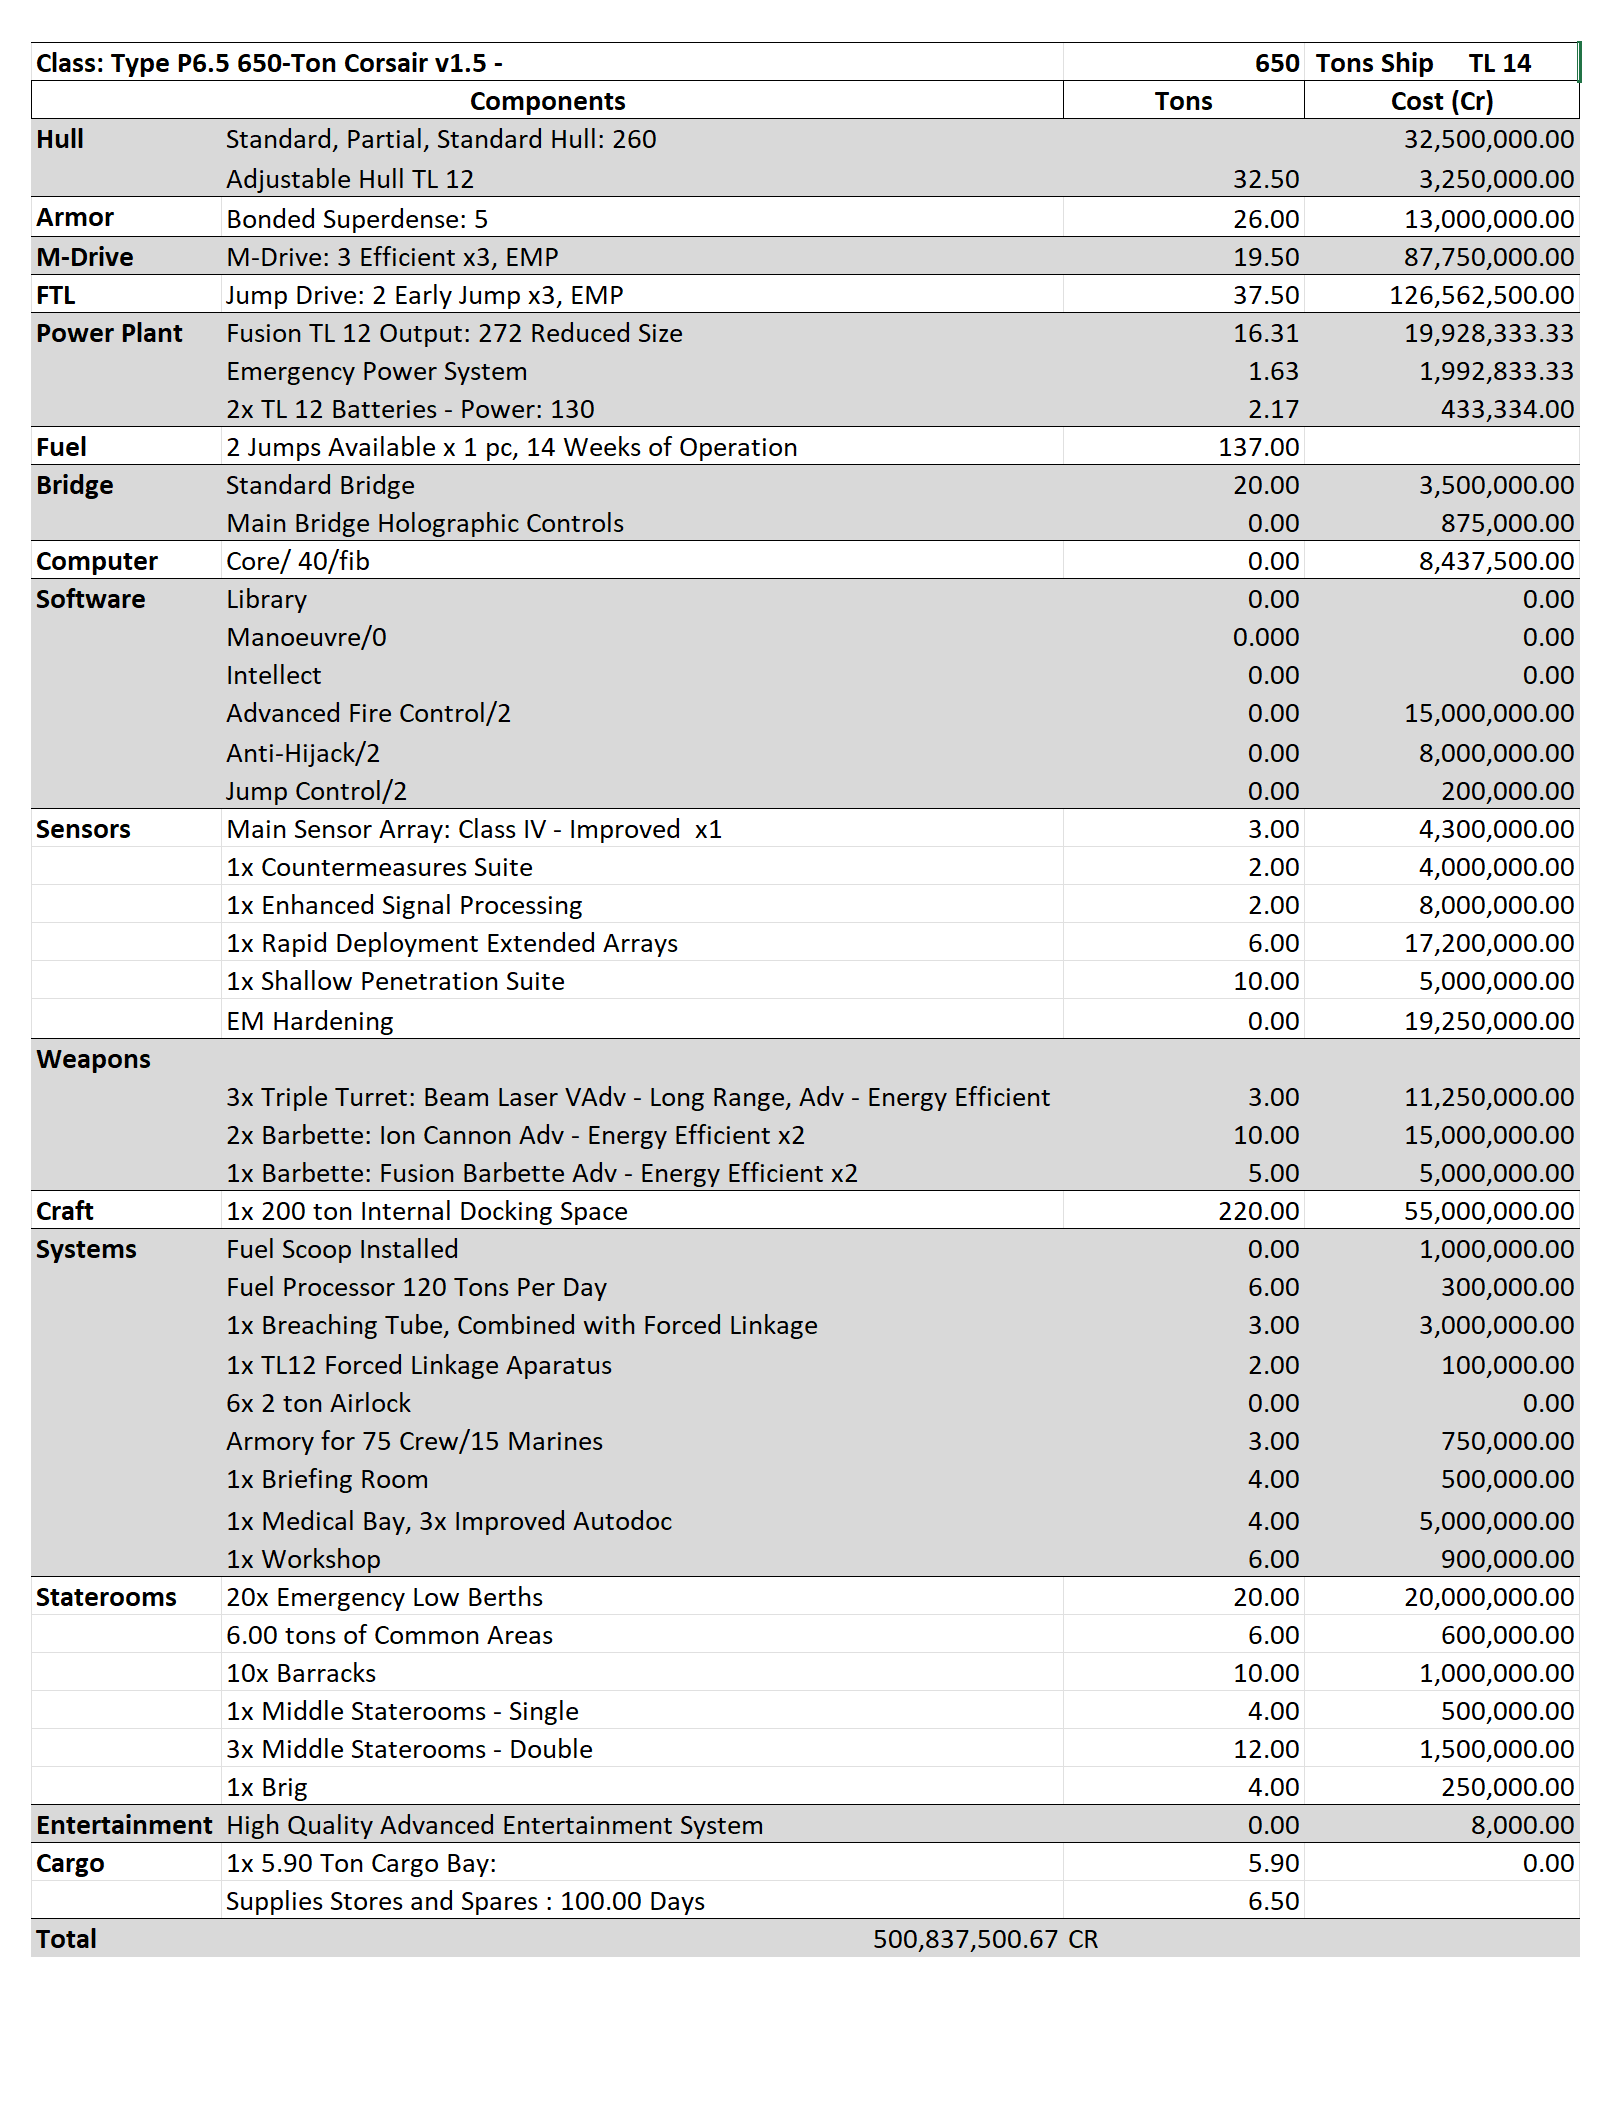 Class: Type P6.5 650-Ton Corsair v1.5 - 650 Tons Ship TL 14
Components Tons Cost (Cr)
Hull Standard, Partial, Standard Hull: 260 32,500,000.00
Adjustable Hull TL 12 32.50 3,250,000.00
Armor Bonded Superdense: 5 26.00 13,000,000.00
M-Drive M-Drive: 3 Efficient x3, EMP 19.50 87,750,000.00
FTL Jump Drive: 2 Early Jump x3, EMP 37.50 126,562,500.00
Power Plant Fusion TL 12 Output: 272 Reduced Size 16.31 19,928,333.33
Emergency Power System 1.63 1,992,833.33
2x TL 12 Batteries - Power: 130 2.17 433,334.00
Fuel 2 Jumps Available x 1 pc, 14 Weeks of Operation 137.00
Bridge Standard Bridge 20.00 3,500,000.00
Main Bridge Holographic Controls 0.00 875,000.00
Computer Core/ 40/fib 0.00 8,437,500.00
Software Library 0.00 0.00
Manoeuvre/0 0.000 0.00
Intellect 0.00 0.00
Advanced Fire Control/2 0.00 15,000,000.00
Anti-Hijack/2 0.00 8,000,000.00
Jump Control/2 0.00 200,000.00
Sensors Main Sensor Array: Class IV - Improved x1 3.00 4,300,000.00
1x Countermeasures Suite 2.00 4,000,000.00
1x Enhanced Signal Processing 2.00 8,000,000.00
1x Rapid Deployment Extended Arrays 6.00 17,200,000.00
1x Shallow Penetration Suite 10.00 5,000,000.00
EM Hardening 0.00 19,250,000.00
Weapons
3x Triple Turret: Beam Laser VAdv - Long Range, Adv - Energy Efficient 3.00 11,250,000.00
2x Barbette: Ion Cannon Adv - Energy Efficient x2 10.00 15,000,000.00
1x Barbette: Fusion Barbette Adv - Energy Efficient x2 5.00 5,000,000.00
Craft 1x 200 ton Internal Docking Space 220.00 55,000,000.00
Systems Fuel Scoop Installed 0.00 1,000,000.00
Fuel Processor 120 Tons Per Day 6.00 300,000.00
1x Breaching Tube, Combined with Forced Linkage 3.00 3,000,000.00
1x TL12 Forced Linkage Aparatus 2.00 100,000.00
6x 2 ton Airlock 0.00 0.00
Armory for 75 Crew/15 Marines 3.00 750,000.00
1x Briefing Room 4.00 500,000.00
1x Medical Bay, 3x Improved Autodoc 4.00 5,000,000.00
1x Workshop 6.00 900,000.00
Staterooms 20x Emergency Low Berths 20.00 20,000,000.00
6.00 tons of Common Areas 6.00 600,000.00
10x Barracks 10.00 1,000,000.00
1x Middle Staterooms - Single 4.00 500,000.00
3x Middle Staterooms - Double 12.00 1,500,000.00
1x Brig 4.00 250,000.00
Entertainment High Quality Advanced Entertainment System 0.00 8,000.00
Cargo 1x 5.90 Ton Cargo Bay: 5.90 0.00
Supplies Stores and Spares : 100.00 Days 6.50
Total 500,837,500.67 CR